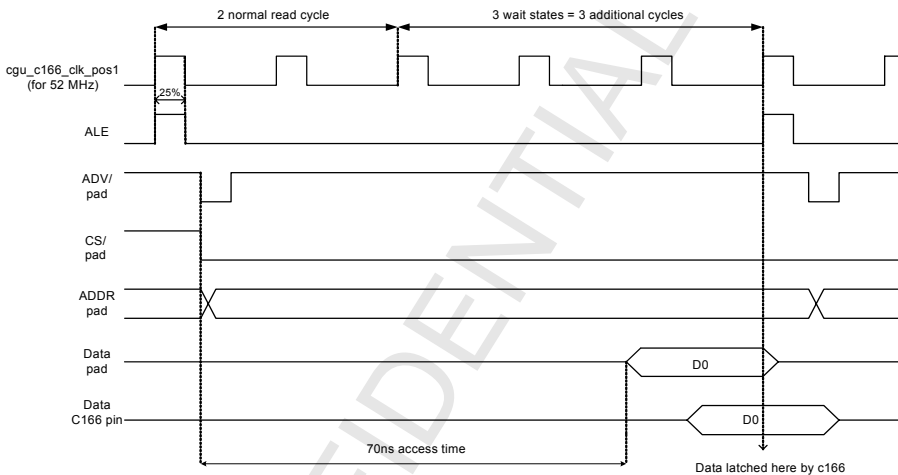 2 normal read cycle
3 wait states = 3 additional cycles
cgu_c166_clk_pos1
(for 52 MHz)
25%
ALE
ADV/
pad
CS/
pad
ADDR
pad
Data
pad
D0
Data
C166 pin
D0
70ns access time
Data latched here by c166
FIDENTIAL